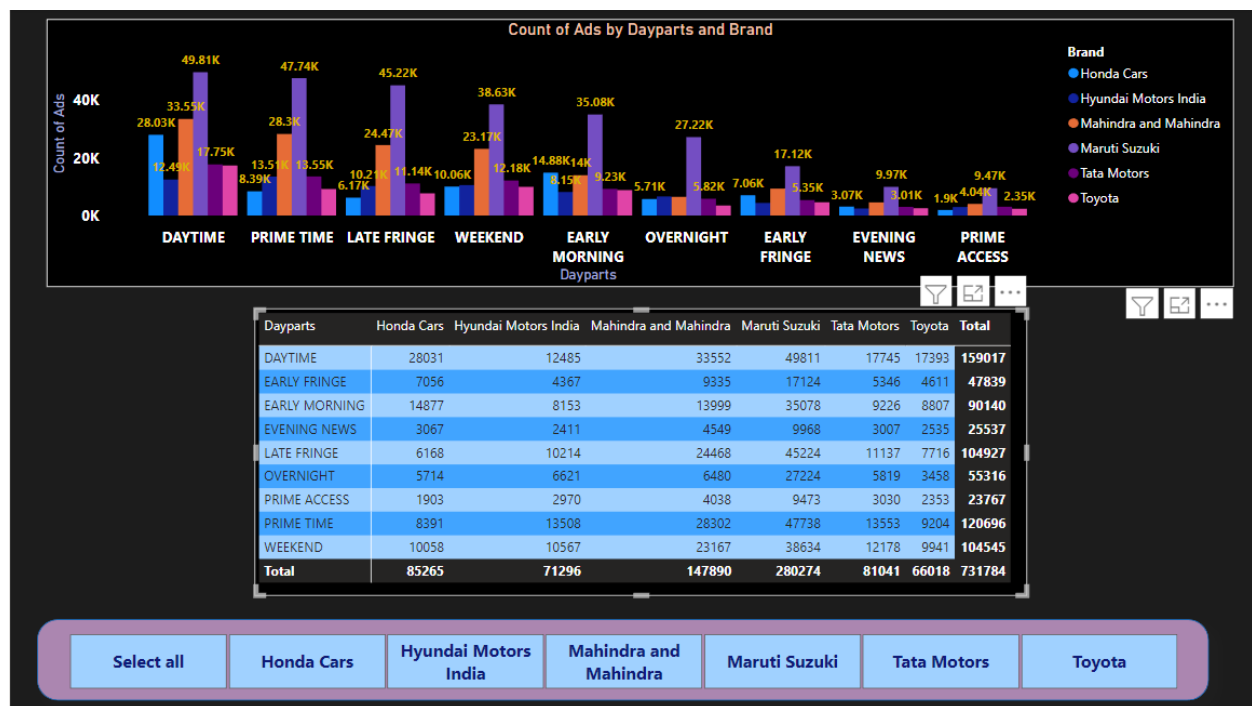 Count of Ads by Dayparts and Brand
Count of Ads
40K
20K
0K
28.03K 12.49K 33.55K 49.81K 17.75K
8.39K 13.51K 28.3K 47.74K 13.55K
6.17K 10.21K 24.47K 45.22K 11.14K
10.06K 23.17K 38.63K 12.18K
14.88K 8.15K 14K 35.08K 9.23K
5.71K 27.22K 5.82K
7.06K 17.12K 5.35K
3.07K 9.97K 3.01K
1.9K 4.04K 9.47K 2.35K
DAYTIME PRIME TIME LATE FRINGE WEEKEND EARLY MORNING OVERNIGHT EARLY FRINGE EVENING NEWS PRIME ACCESS
Dayparts
Brand
Honda Cars
Hyundai Motors India
Mahindra and Mahindra
Maruti Suzuki
Tata Motors
Toyota
Dayparts Honda Cars Hyundai Motors India Mahindra and Mahindra Maruti Suzuki Tata Motors Toyota Total
DAYTIME 28031 12485 33552 49811 17745 17393 159017
EARLY FRINGE 7056 4367 9335 17124 5346 4611 47839
EARLY MORNING 14877 8153 13999 35078 9226 8807 90140
EVENING NEWS 3067 2411 4549 9968 3007 2535 25537
LATE FRINGE 6168 10214 24468 45224 11137 7716 104927
OVERNIGHT 5714 6621 6480 27224 5819 3458 55316
PRIME ACCESS 1903 2970 4038 9473 3030 2353 23767
PRIME TIME 8391 13508 28302 47738 13553 9204 120696
WEEKEND 10058 10567 23167 38634 12178 9941 104545
Total 85265 71296 147890 280274 81041 66018 731784
Select all
Honda Cars
Hyundai Motors
India
Mahindra and
Mahindra
Maruti Suzuki
Tata Motors
Toyota